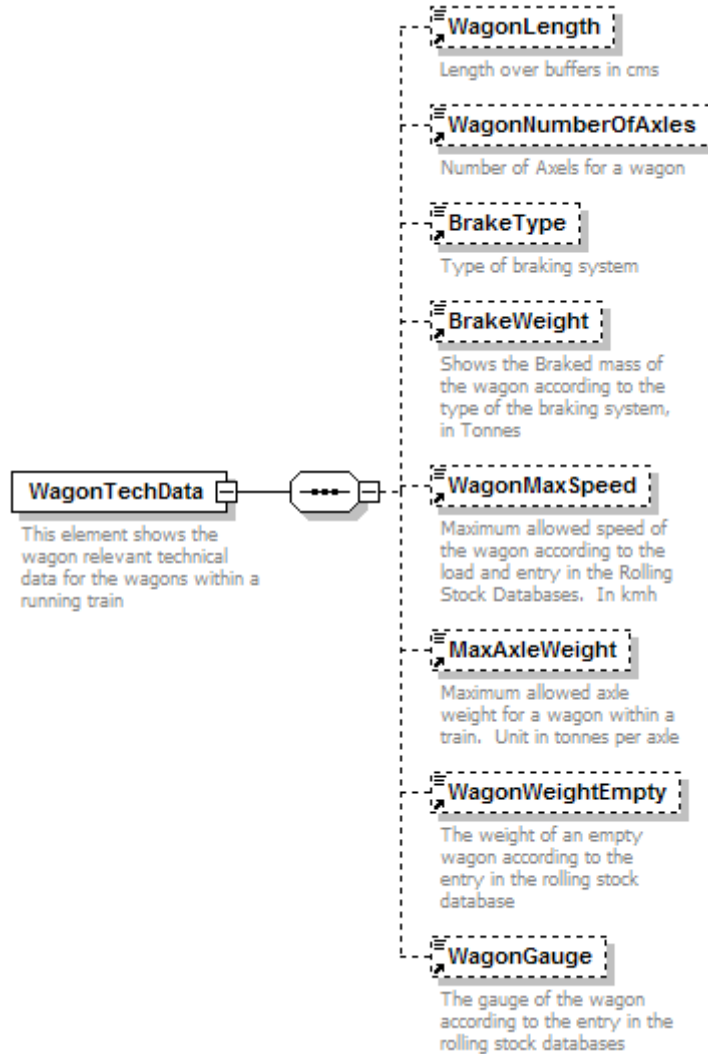 WagonLength
Length over buffers in cms
WagonNumberOfAxles
Number of Axels for a wagon
BrakeType
Type of braking system
BrakeWeight
Shows the Braked mass of
the wagon according to the
type of the braking system,
in Tonnes
WagonTechData
This element shows the
wagon relevant technical
data for the wagons within a
running train
WagonMaxSpeed
Maximum allowed speed of
the wagon according to the
load and entry in the Rolling
Stock Databases.  In kmh
MaxAxleWeight
Maximum allowed axle
weight for a wagon within a
train.  Unit in tonnes per axle
WagonWeightEmpty
The weight of an empty
wagon according to the
entry in the rolling stock
database
WagonGauge
The gauge of the wagon
according to the entry in the
rolling stock databases